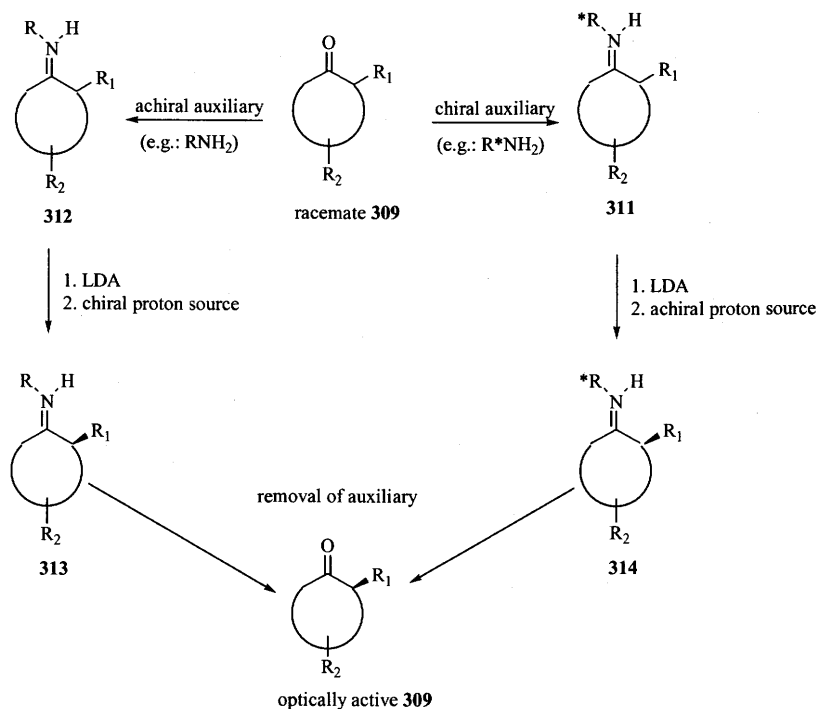 R H
N
R1
R2
312
achiral auxiliary
(e.g.: RNH2)
O
R1
R2
racemate 309
chiral auxiliary
(e.g.: R*NH2)
*R H
N
R1
R2
311
1. LDA
2. chiral proton source
1. LDA
2. achiral proton source
R H
N
R1
R2
313
removal of auxiliary
*R H
N
R1
R2
314
O
R1
R2
optically active 309